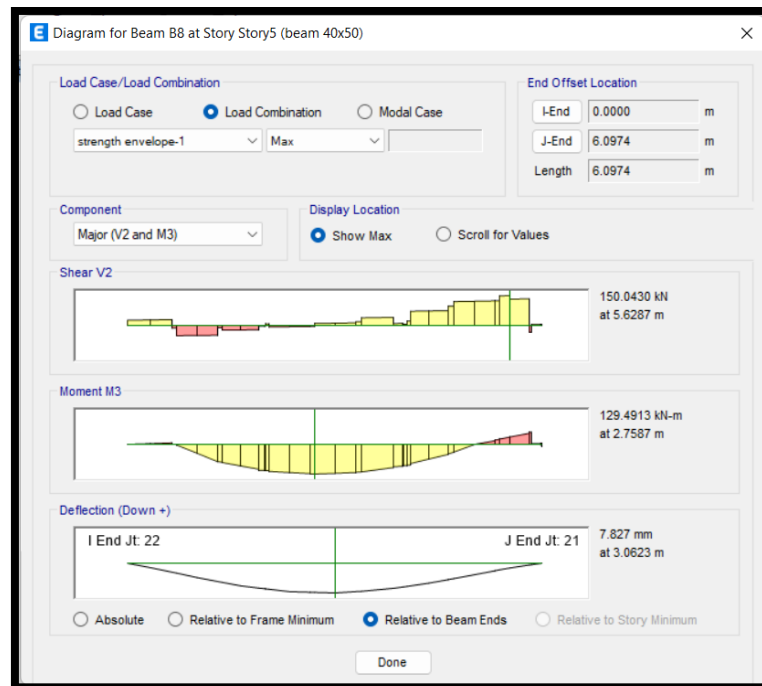 E Diagram for Beam B8 at Story Story5 (beam 40x50)
Load Case/Load Combination
Load Case Load Combination Modal Case
strength envelope-1 Max
End Offset Location
I-End 0.0000 m
J-End 6.0974 m
Length 6.0974 m
Component
Major (V2 and M3)
Display Location
Show Max Scroll for Values
Shear V2
150.0430 kN
at 5.6287 m
Moment M3
129.4913 kN-m
at 2.7587 m
Deflection (Down +)
I End Jt: 22 J End Jt: 21
7.827 mm
at 3.0623 m
Absolute Relative to Frame Minimum Relative to Beam Ends Relative to Story Minimum
Done